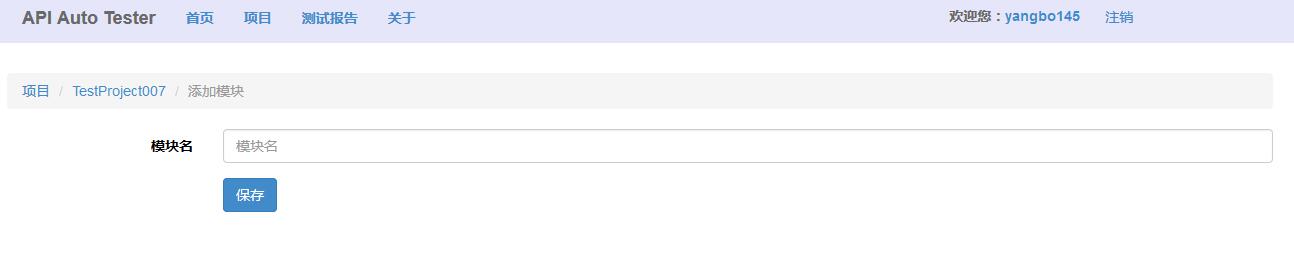 API Auto Tester 首页 项目 测试报告 关于 欢迎您：yangbo145 注销
项目 / TestProject007 / 添加模块
模块名 模块名
保存